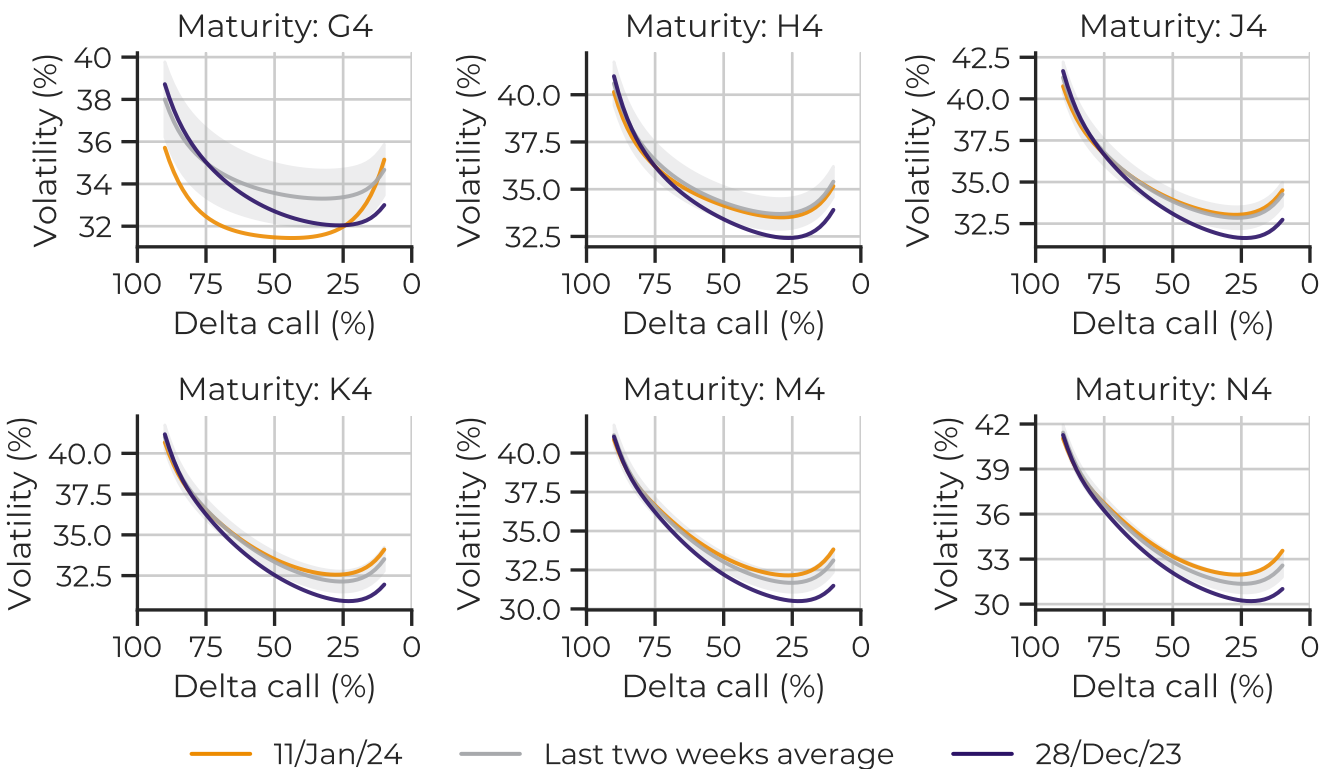 Maturity: G4
Maturity: H4
Maturity: J4
Volatility (%)
40
38
36
34
32
100 75 50 25 0
Delta call (%)
Volatility (%)
40.0
37.5
35.0
32.5
100 75 50 25 0
Delta call (%)
Volatility (%)
42.5
40.0
37.5
35.0
32.5
100 75 50 25 0
Delta call (%)
Maturity: K4
Maturity: M4
Maturity: N4
Volatility (%)
40.0
37.5
35.0
32.5
100 75 50 25 0
Delta call (%)
Volatility (%)
40.0
37.5
35.0
32.5
30.0
100 75 50 25 0
Delta call (%)
Volatility (%)
42
39
36
33
30
100 75 50 25 0
Delta call (%)
11/Jan/24 Last two weeks average 28/Dec/23